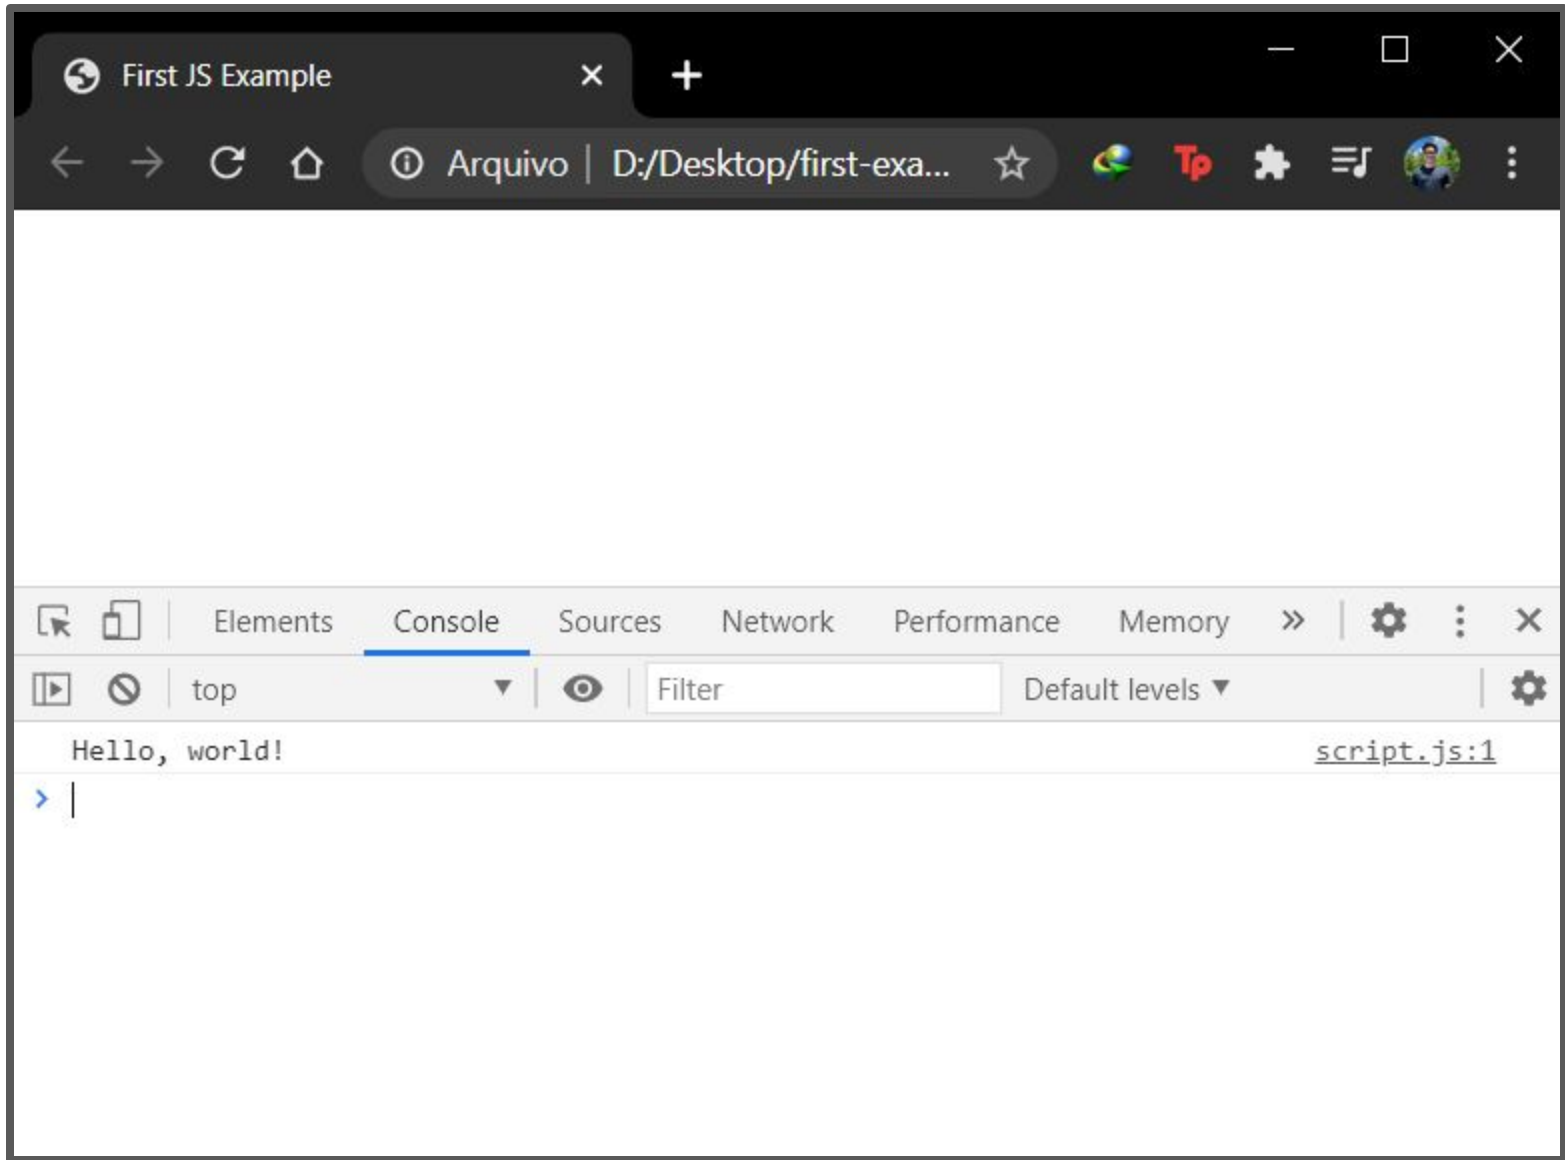 First JS Example
Arquivo | D:/Desktop/first-exa...
Tp
Elements Console Sources Network Performance Memory
top Filter Default levels
Hello, world! script.js:1